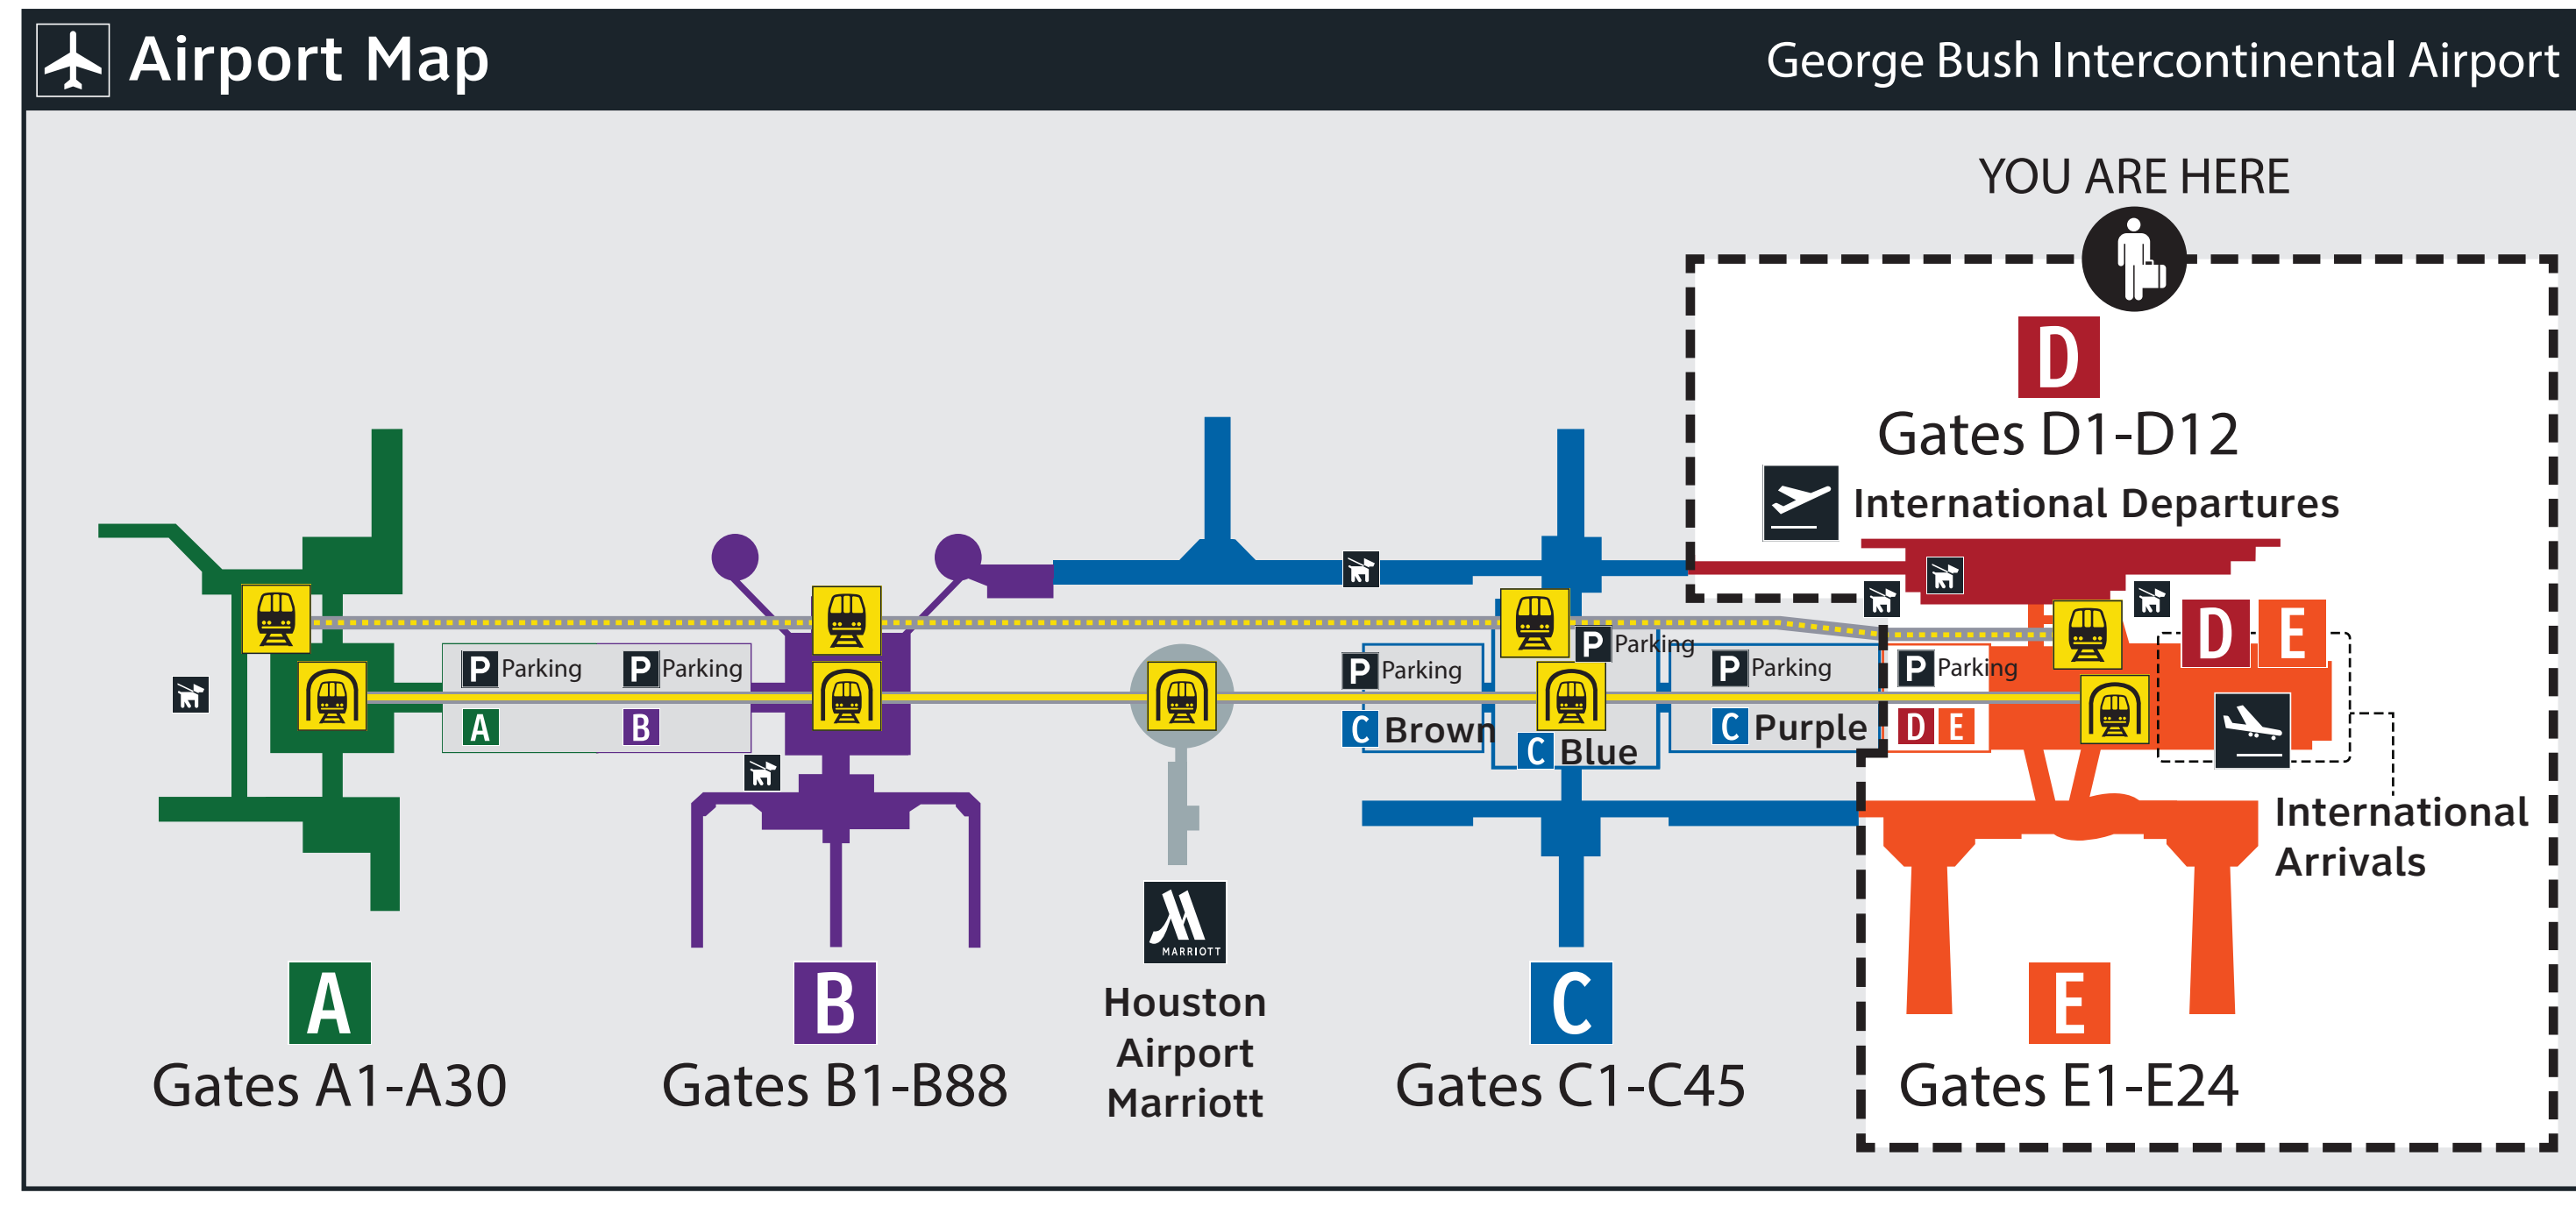 Airport Map
George Bush Intercontinental Airport
YOU ARE HERE
D
Gates D1-D12
International Departures
D E
P Parking
P Parking
P Parking
P Parking
P Parking
P Parking
A
B
C Brown
C Blue
C Purple
D E
International
Arrivals
MARRIOTT
A
Gates A1-A30
B
Gates B1-B88
Houston
Airport
Marriott
C
Gates C1-C45
E
Gates E1-E24